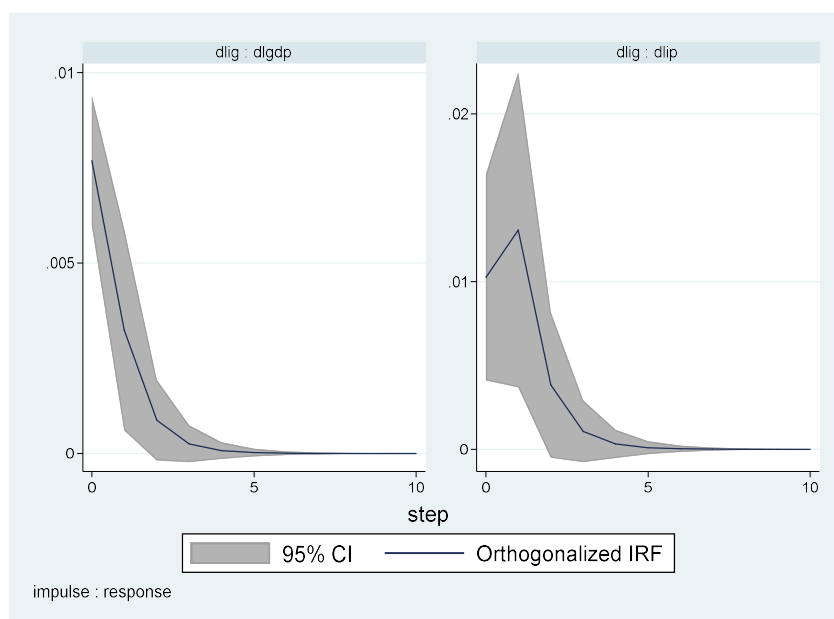 dlig : dlgdp
dlig : dlip
.01
.005
0
0
5
10
.02
.01
0
0
5
10
step
95% CI
Orthogonalized IRF
impulse : response